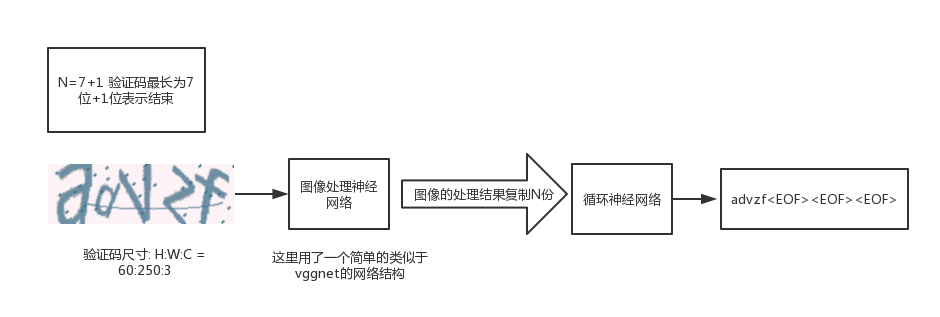 N=7+1 验证码最长为7
位+1位表示结束
advzf
图像处理神经
网络
图像的处理结果复制N份
循环神经网络
advzf<EOF><EOF><EOF>
验证码尺寸: H:W:C =
60:250:3
这里用了一个简单的类似于
vggnet的网络结构